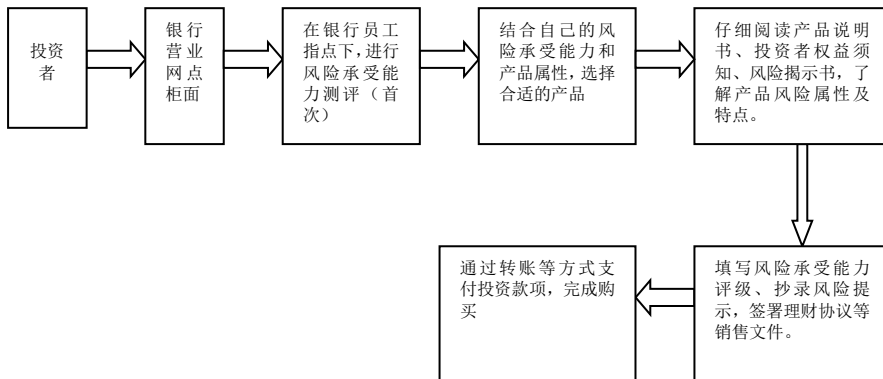 投资
者
银行
营业
网点
柜面
在银行员工
指点下，进行
风险承受能
力测评（首
次）
结合自己的风
险承受能力和
产品属性，选择
合适的产品
仔细阅读产品说明
书、投资者权益须
知、风险揭示书，了
解产品风险属性及
特点。
填写风险承受能力
评级、抄录风险提
示，签署理财协议等
销售文件。
通过转账等方式支
付投资款项，完成购
买